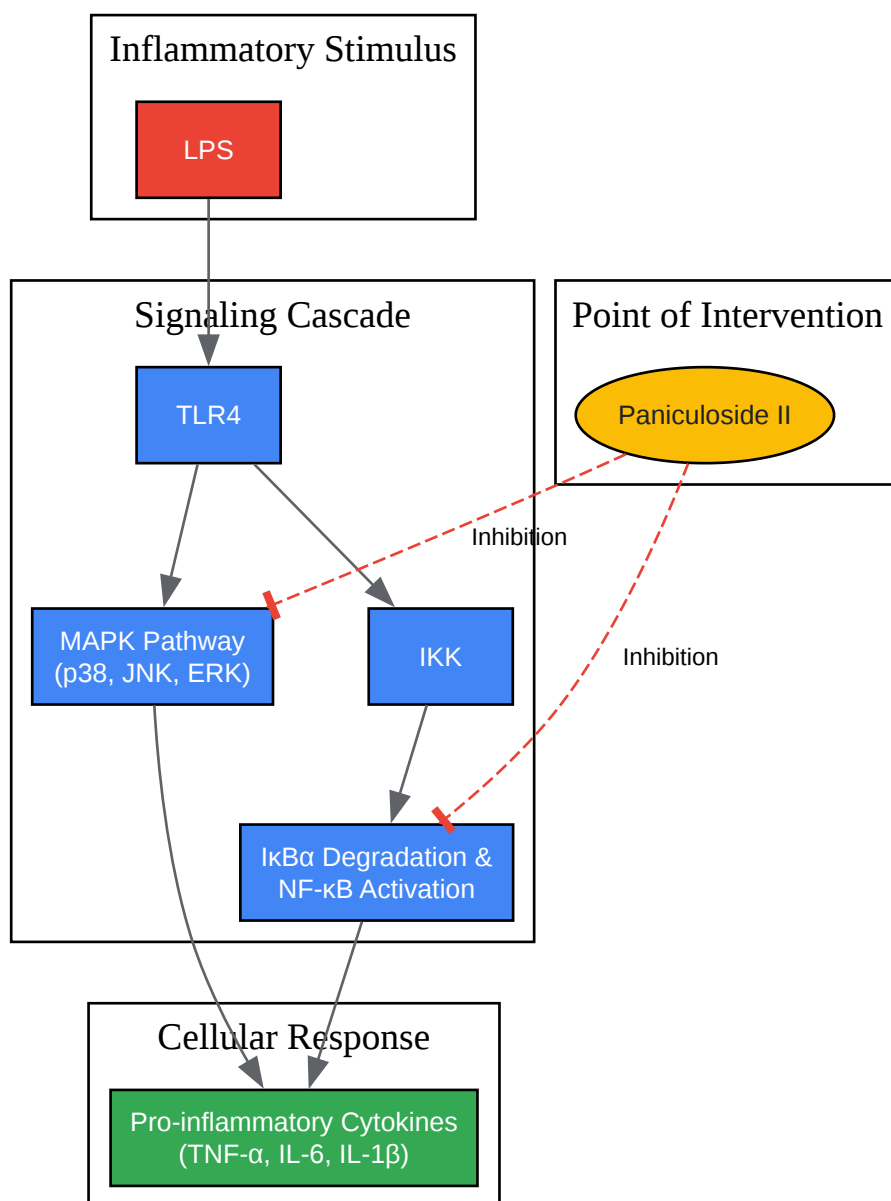 Inflammatory Stimulus
LPS
Signaling Cascade
Point of Intervention
TLR4
Paniculoside II
Inhibition
MAPK Pathway
(p38, JNK, ERK)
IKK
Inhibition
IκBα Degradation &
NF-κB Activation
Cellular Response
Pro-inflammatory Cytokines
(TNF-α, IL-6, IL-1β)